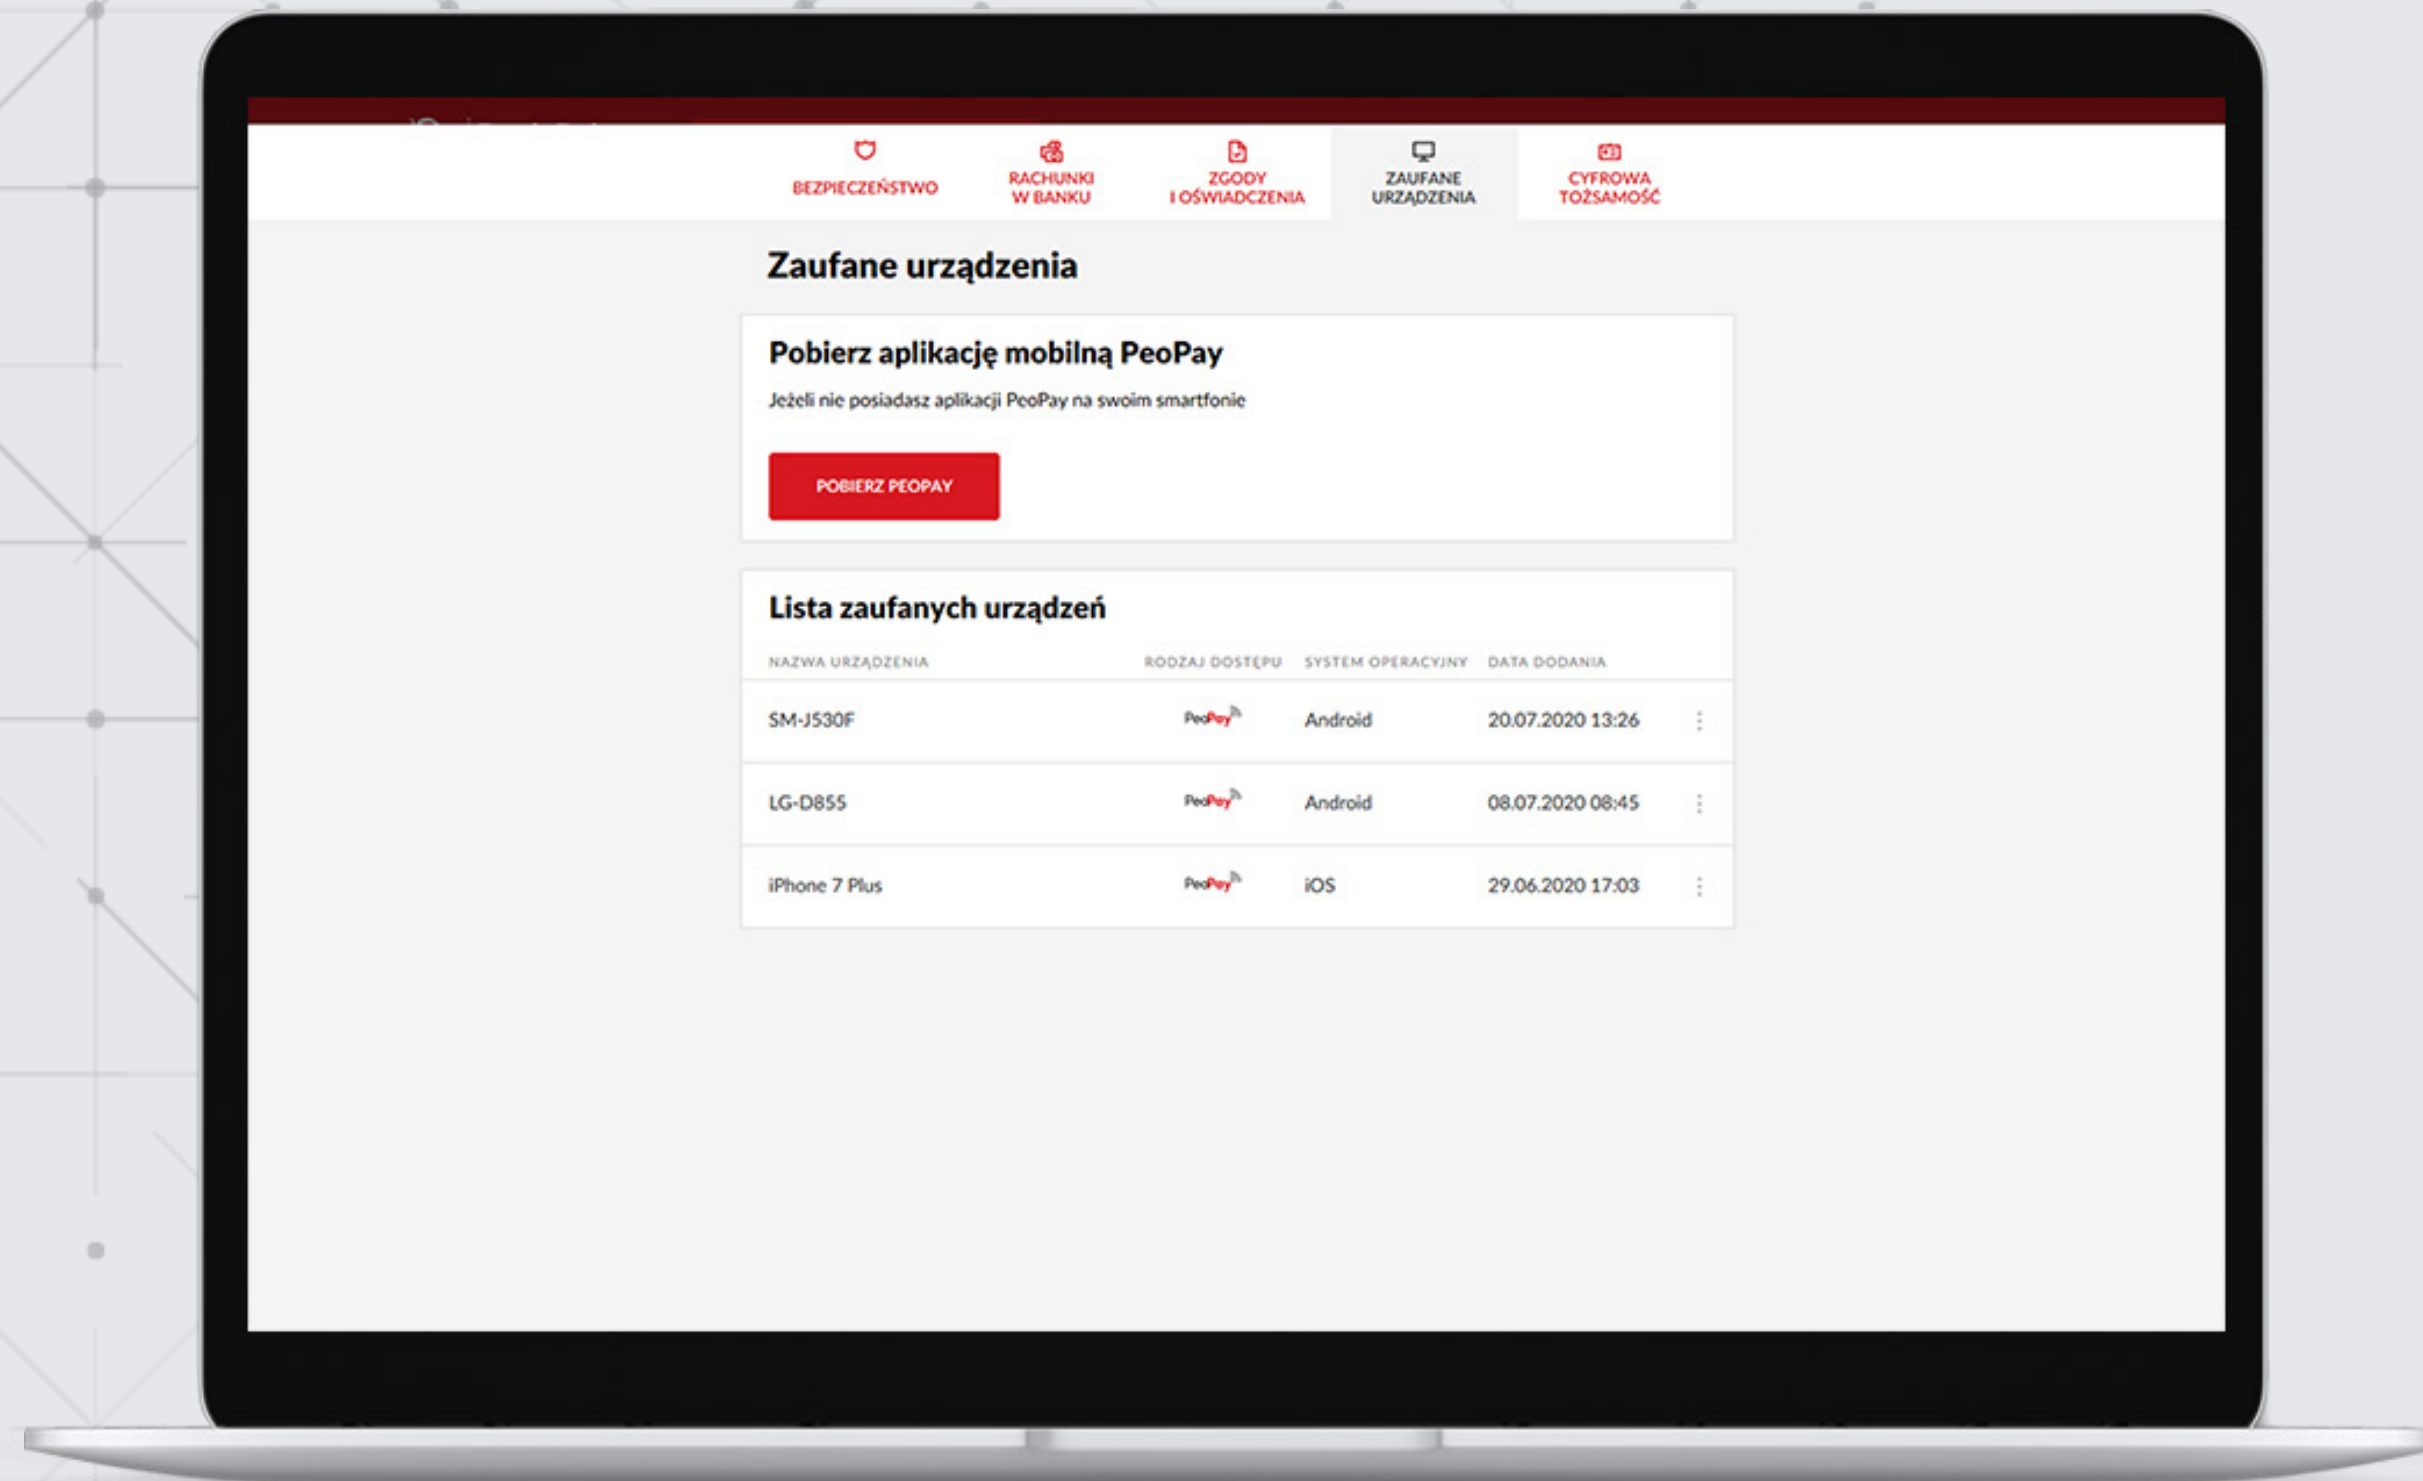 BEZPIECZEŃSTWO
RACHUNKI
W BANKU
ZGODY
I OŚWIADCZENIA
ZAUFANE
URZĄDZENIA
CYFROWA
TOŻSAMOŚĆ
Zaufane urządzenia
Pobierz aplikację mobilną PeoPay
Jeżeli nie posiadasz aplikacji PeoPay na swoim smartfonie
POBIERZ PEOPAY
Lista zaufanych urządzeń
NAZWA URZĄDZENIA RODZAJ DOSTĘPU SYSTEM OPERACYJNY DATA DODANIA
SM-J530F PeoPay Android 20.07.2020 13:26
LG-D855 PeoPay Android 08.07.2020 08:45
iPhone 7 Plus PeoPay iOS 29.06.2020 17:03